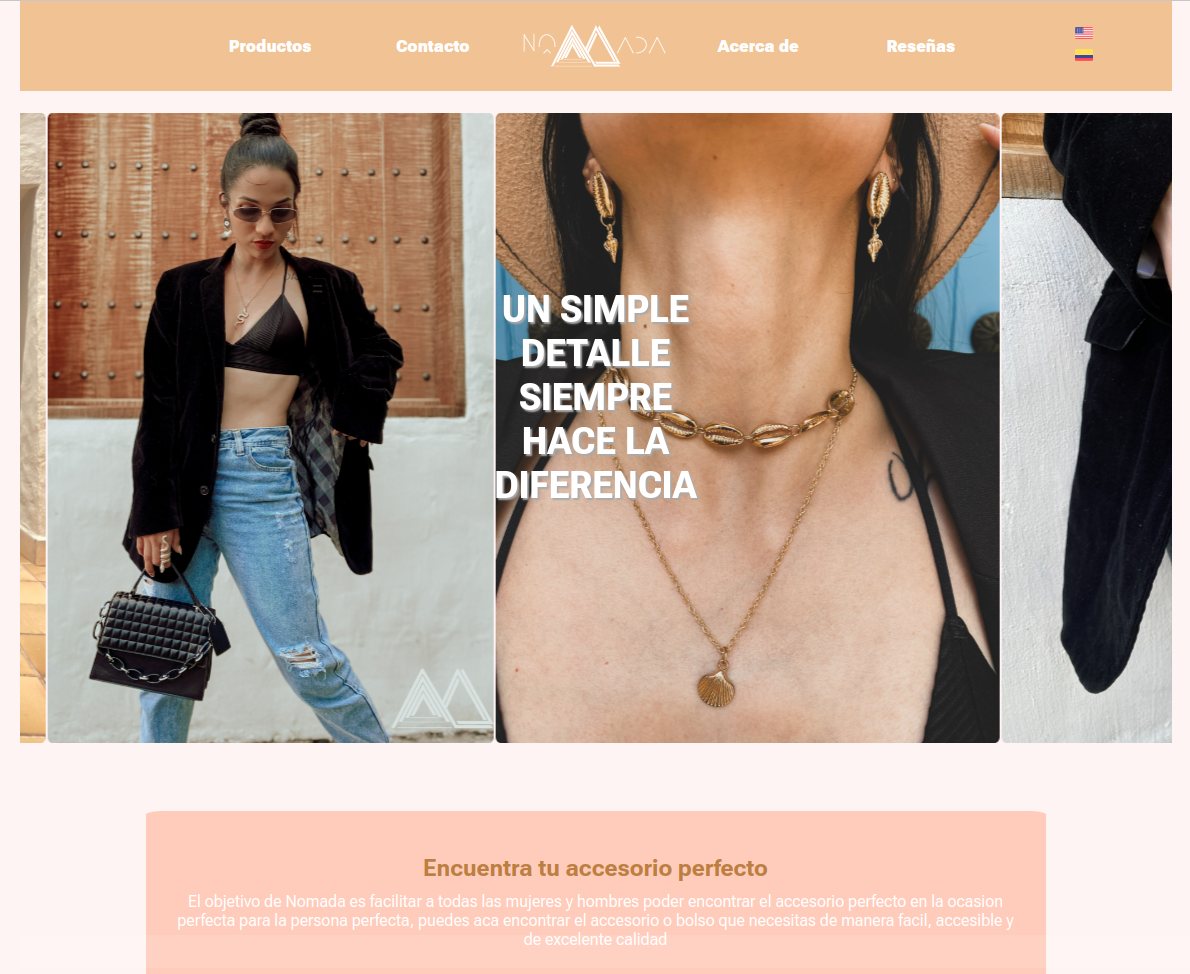 Productos
Contacto
NOMADA
Acerca de
Reseñas
UN SIMPLE
DETALLE
SIEMPRE
HACE LA
DIFERENCIA
Encuentra tu accesorio perfecto
El objetivo de Nomada es facilitar a todas las mujeres y hombres poder encontrar el accesorio perfecto en la ocasion
perfecta para la persona perfecta, puedes aca encontrar el accesorio o bolso que necesitas de manera facil, accesible y
de excelente calidad